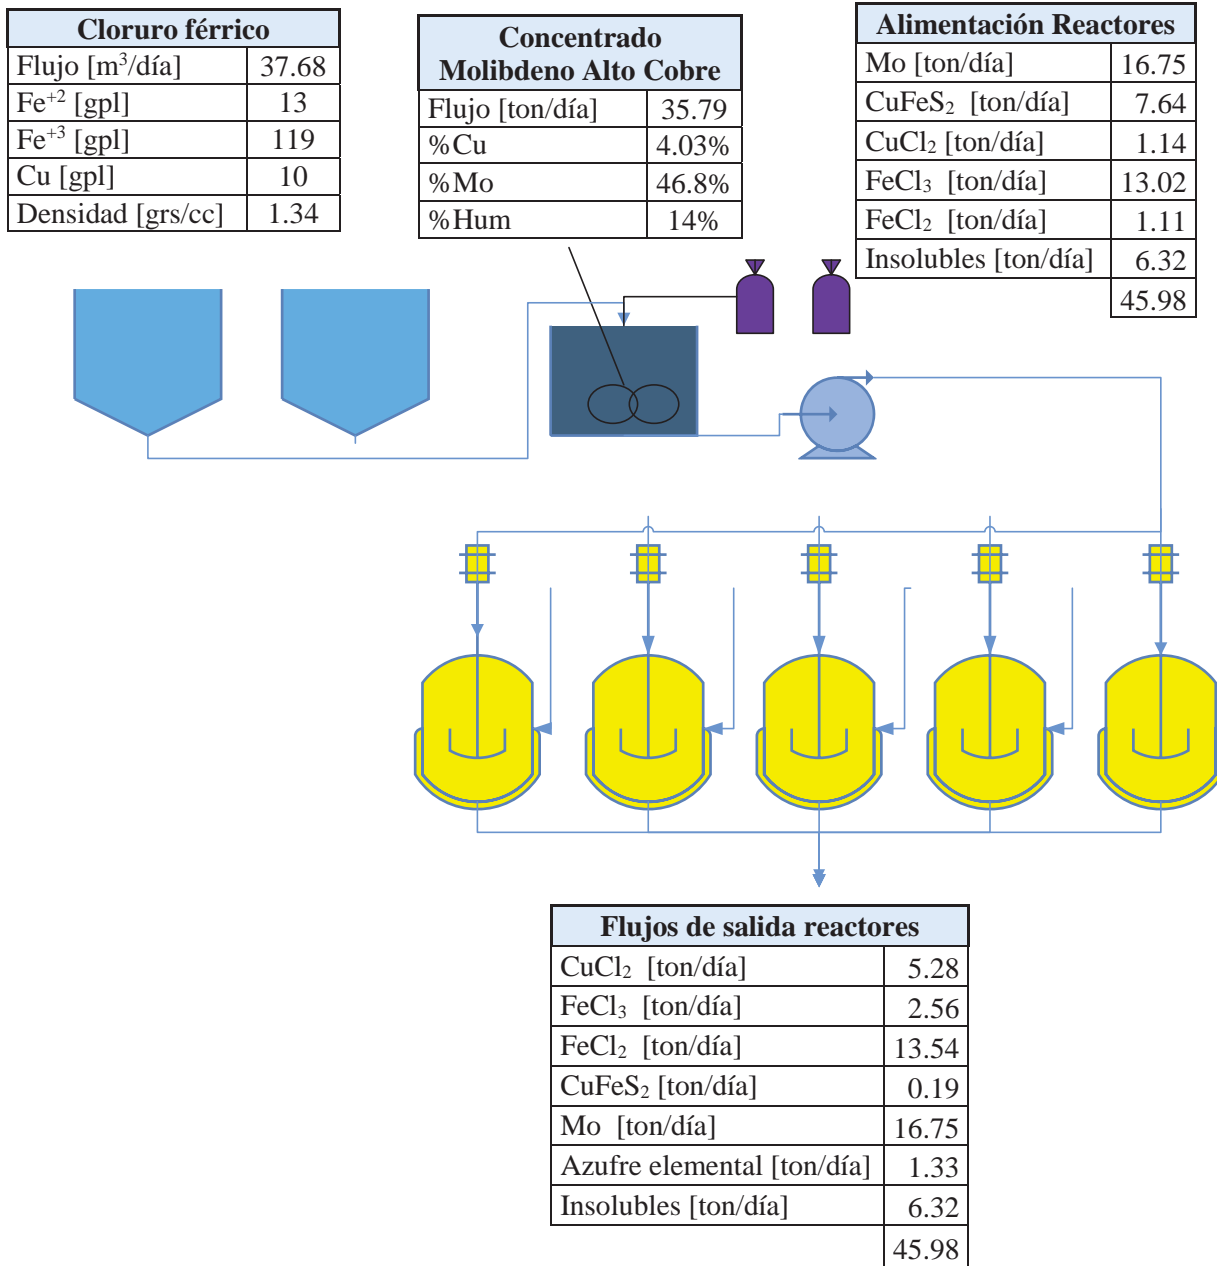 Cloruro férrico
Flujo [m³/día] 37.68
Fe⁺² [gpl] 13
Fe⁺³ [gpl] 119
Cu [gpl] 10
Densidad [grs/cc] 1.34
Concentrado
Molibdeno Alto Cobre
Flujo [ton/día] 35.79
%Cu 4.03%
%Mo 46.8%
%Hum 14%
Alimentación Reactores
Mo [ton/día] 16.75
CuFeS₂ [ton/día] 7.64
CuCl₂ [ton/día] 1.14
FeCl₃ [ton/día] 13.02
FeCl₂ [ton/día] 1.11
Insolubles [ton/día] 6.32
45.98
Flujos de salida reactores
CuCl₂ [ton/día] 5.28
FeCl₃ [ton/día] 2.56
FeCl₂ [ton/día] 13.54
CuFeS₂ [ton/día] 0.19
Mo [ton/día] 16.75
Azufre elemental [ton/día] 1.33
Insolubles [ton/día] 6.32
45.98